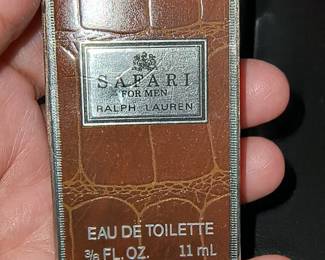 SAFARI
FOR MEN
RALPH LAUREN
EAU DE TOILETTE
3/8 FL. OZ. 11 mL